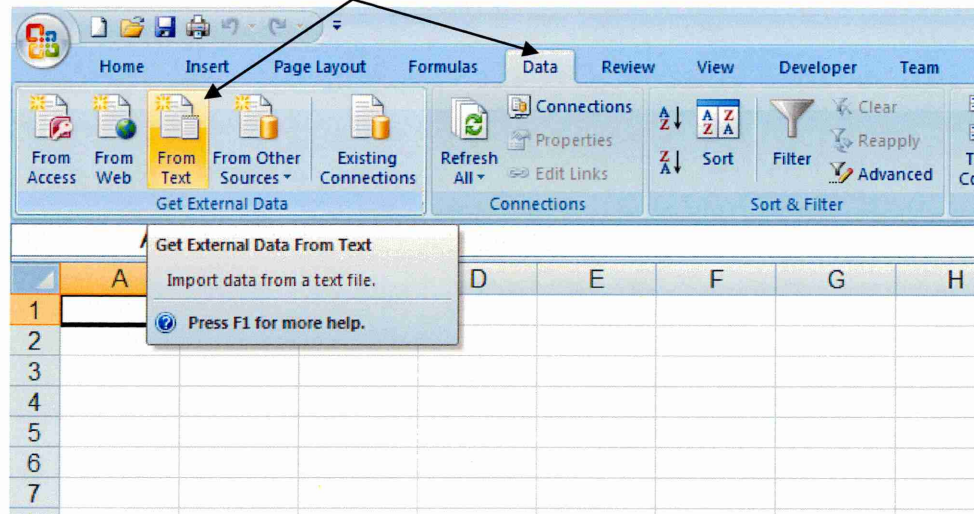 Home Insert Page Layout Formulas Data Review View Developer Team
From Access
From Web
From Text
From Other Sources
Existing Connections
Get External Data
Refresh All
Connections
Properties
Edit Links
Connections
A Z
Z A
A Z
Z A
Sort
Filter
Clear
Reapply
Advanced
Sort & Filter
Get External Data From Text
Import data from a text file.
Press F1 for more help.
A D E F G H
1
2
3
4
5
6
7